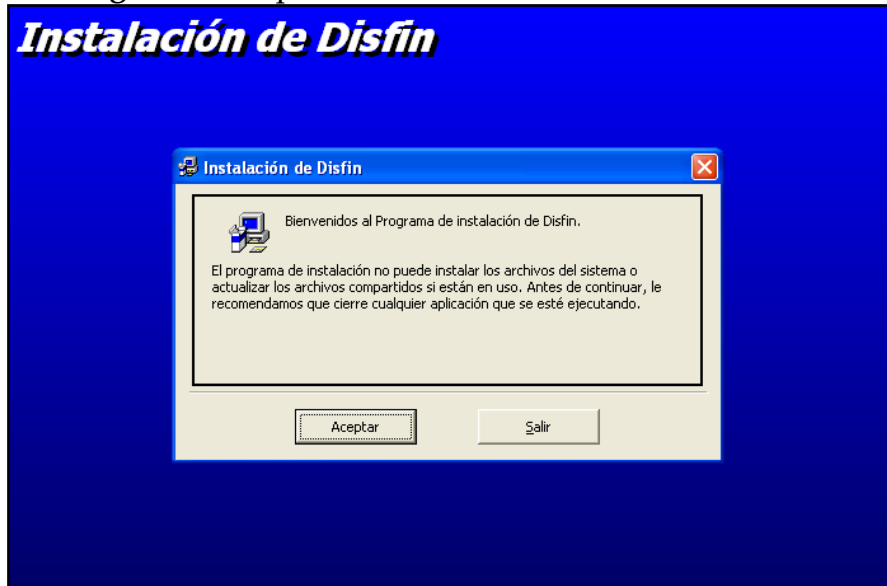 Instalación de Disfin
Instalación de Disfin
Bienvenidos al Programa de instalación de Disfin.
El programa de instalación no puede instalar los archivos del sistema o
actualizar los archivos compartidos si están en uso. Antes de continuar, le
recomendamos que cierre cualquier aplicación que se esté ejecutando.
Aceptar
Salir